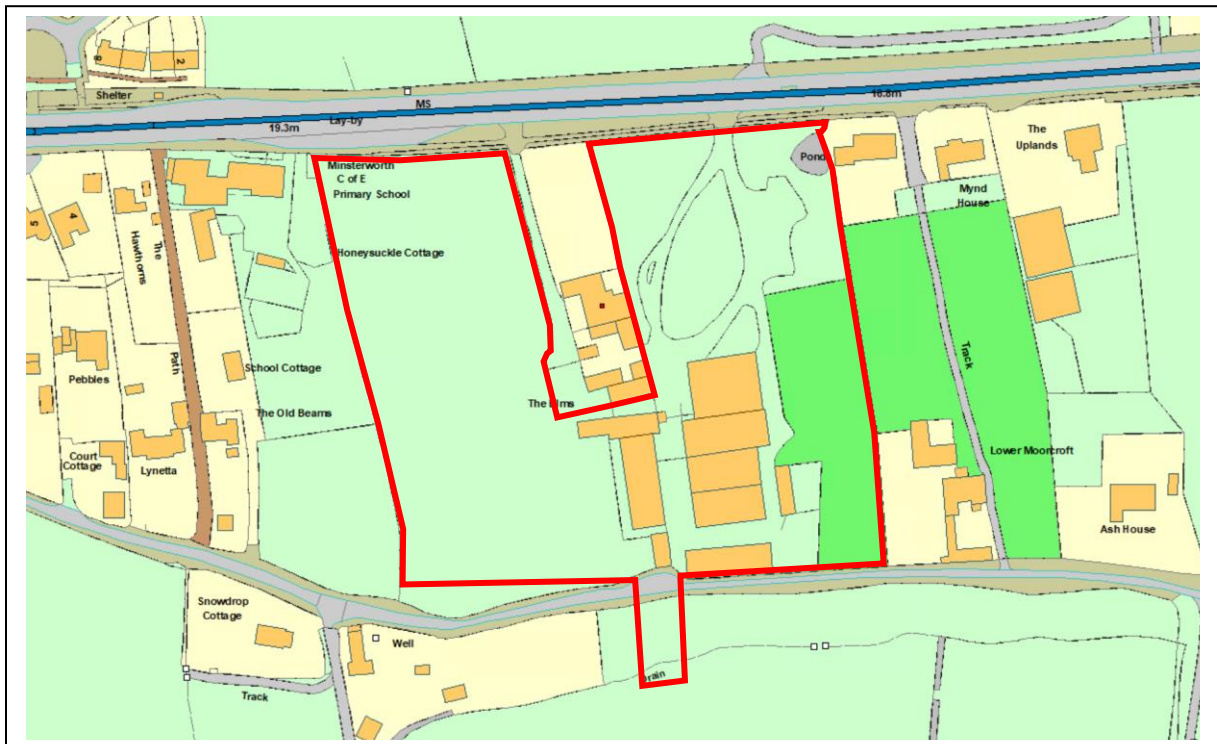 8
2
Shelter
MS
Lay-by
19.3m
18.8m
The
Uplands
Pond
Minsterworth
C of E
Primary School
Mynd
House
5
4
The
Hawthorns
The
Path
Honeysuckle Cottage
Track
Pebbles
School Cottage
The Elms
The Old Beams
Court
Cottage
Lynetta
Lower Moorcroft
Ash House
Snowdrop
Cottage
Well
Drain
Track